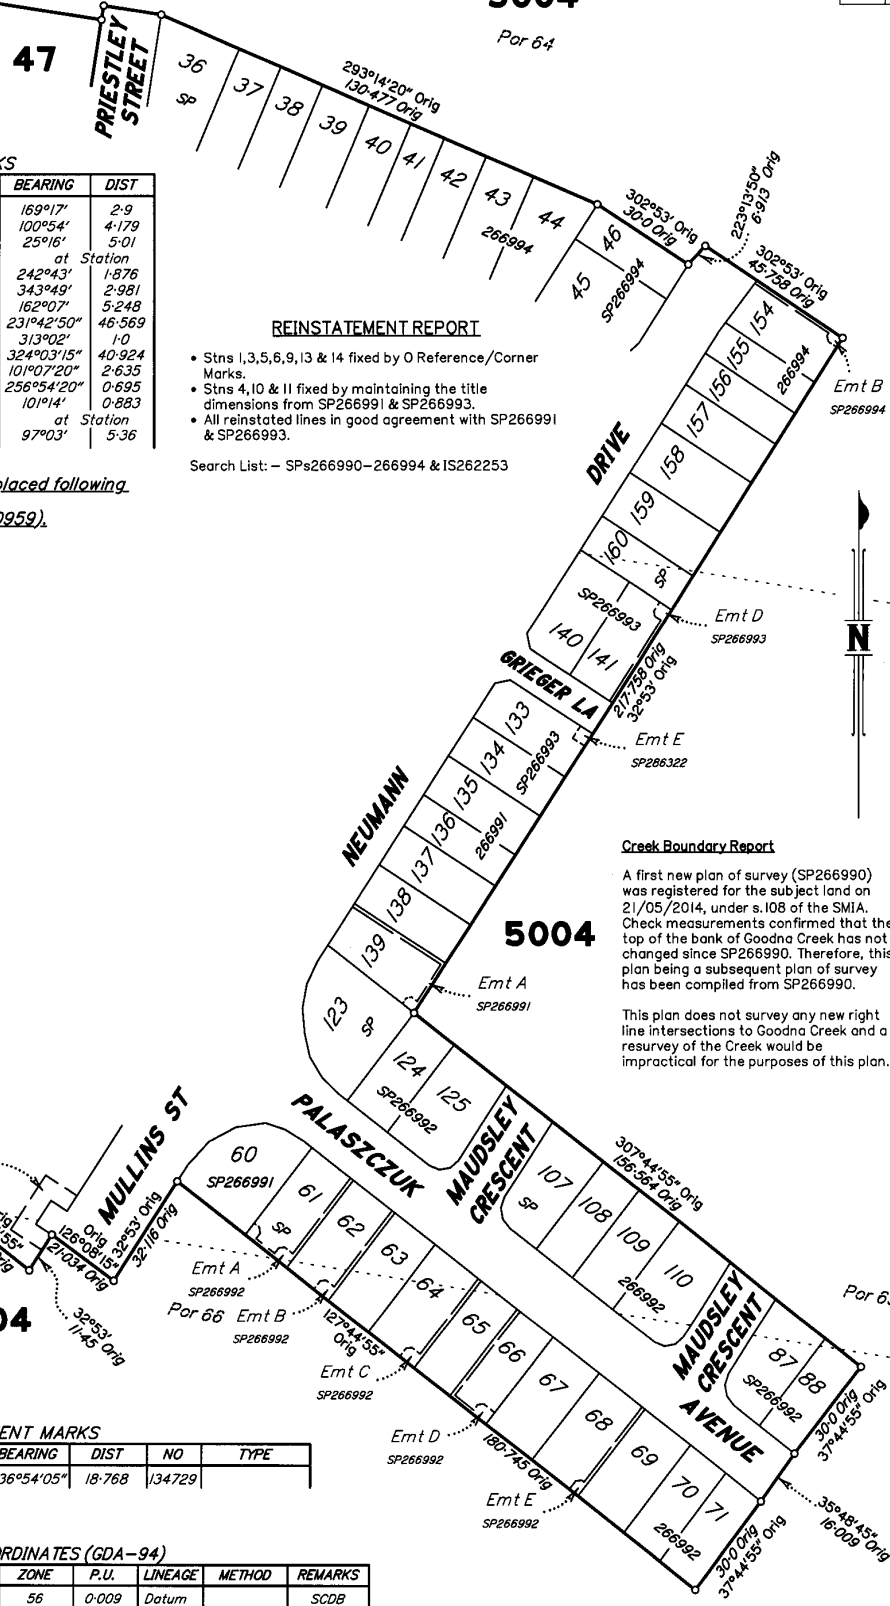 5004
Por 64
47
PRIESTLEY
STREET
36
SP
37
38
39
40
41
42
43
44
266994
293°14'20" Orig
130·477 Orig
302°53' Orig
30·0 Orig
223°13'50" Orig
6·913
302°53' Orig
45·758 Orig
45
46
SP266994
KS
BEARING DIST
169°17' 2·9
100°54' 4·179
25°16' 5·01
at Station
242°43' 1·876
343°49' 2·981
162°07' 5·248
231°42'50" 46·569
313°02' 1·0
324°03'15" 40·924
101°07'20" 2·635
256°54'20" 0·695
101°14' 0·883
at Station
97°03' 5·36
placed following
0959).
REINSTATEMENT REPORT
• Stns 1,3,5,6,9,13 & 14 fixed by O Reference/Corner
Marks.
• Stns 4,10 & 11 fixed by maintaining the title
dimensions from SP266991 & SP266993.
• All reinstated lines in good agreement with SP266991
& SP266993.
Search List: – SPs266990-266994 & IS262253
154
155
156
266994
157
158
159
160
SP
Emt B
SP266994
DRIVE
SP266993
140
141
Emt D
SP266993
217·758 Orig
32°53' Orig
GRIEGER LA
N
133
134
SP266993
135
136
266991
137
138
139
Emt E
SP286322
NEUMANN
5004
Emt A
SP266991
Creek Boundary Report
A first new plan of survey (SP266990)
was registered for the subject land on
21/05/2014, under s.108 of the SMIA.
Check measurements confirmed that the
top of the bank of Goodna Creek has not
changed since SP266990. Therefore, this
plan being a subsequent plan of survey
has been compiled from SP266990.
This plan does not survey any new right
line intersections to Goodna Creek and a
resurvey of the Creek would be
impractical for the purposes of this plan.
123
SP
124
SP266992
125
MAUDSLEY
CRESCENT
PALASZCZUK
307°44'55" Orig
156·564 Orig
107
SP
108
109
266992
110
MAUDSLEY
CRESCENT
Por 6
87
88
SP266992
AVENUE
30·0 Orig
37°44'55" Orig
35°48'45" Orig
16·009 Orig
30·0 Orig
37°44'55" Orig
MULLINS ST
60
SP266991
61
SP
62
63
64
65
66
67
68
69
70
71
266992
32°53' Orig
32·116 Orig
Orig
126°08'15"
21·034 Orig
32°53'
11·45 Orig
04
Emt A
SP266992
Por 66
Emt B
SP266992
127°44'55"
Orig
Emt C
SP266992
Emt D
SP266992
180·745 Orig
Emt E
SP266992
ENT MARKS
BEARING DIST NO TYPE
36°54'05" 18·768 134729
ORDINATES (GDA-94)
ZONE P.U. LINEAGE METHOD REMARKS
56 0·009 Datum SCDB